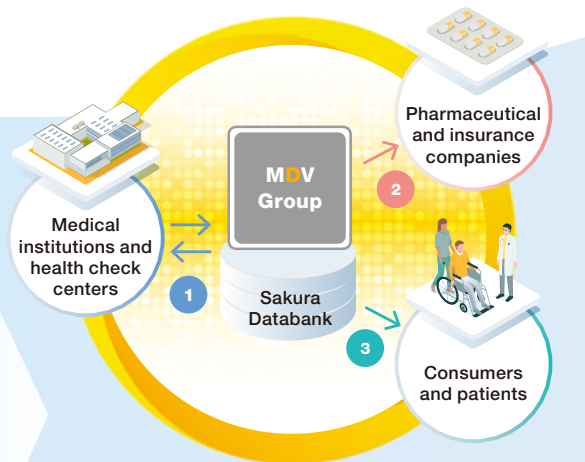 Pharmaceutical
and insurance
companies
MDV
Group
2
Medical
institutions and
health check
centers
1
Sakura
Databank
3
Consumers
and patients